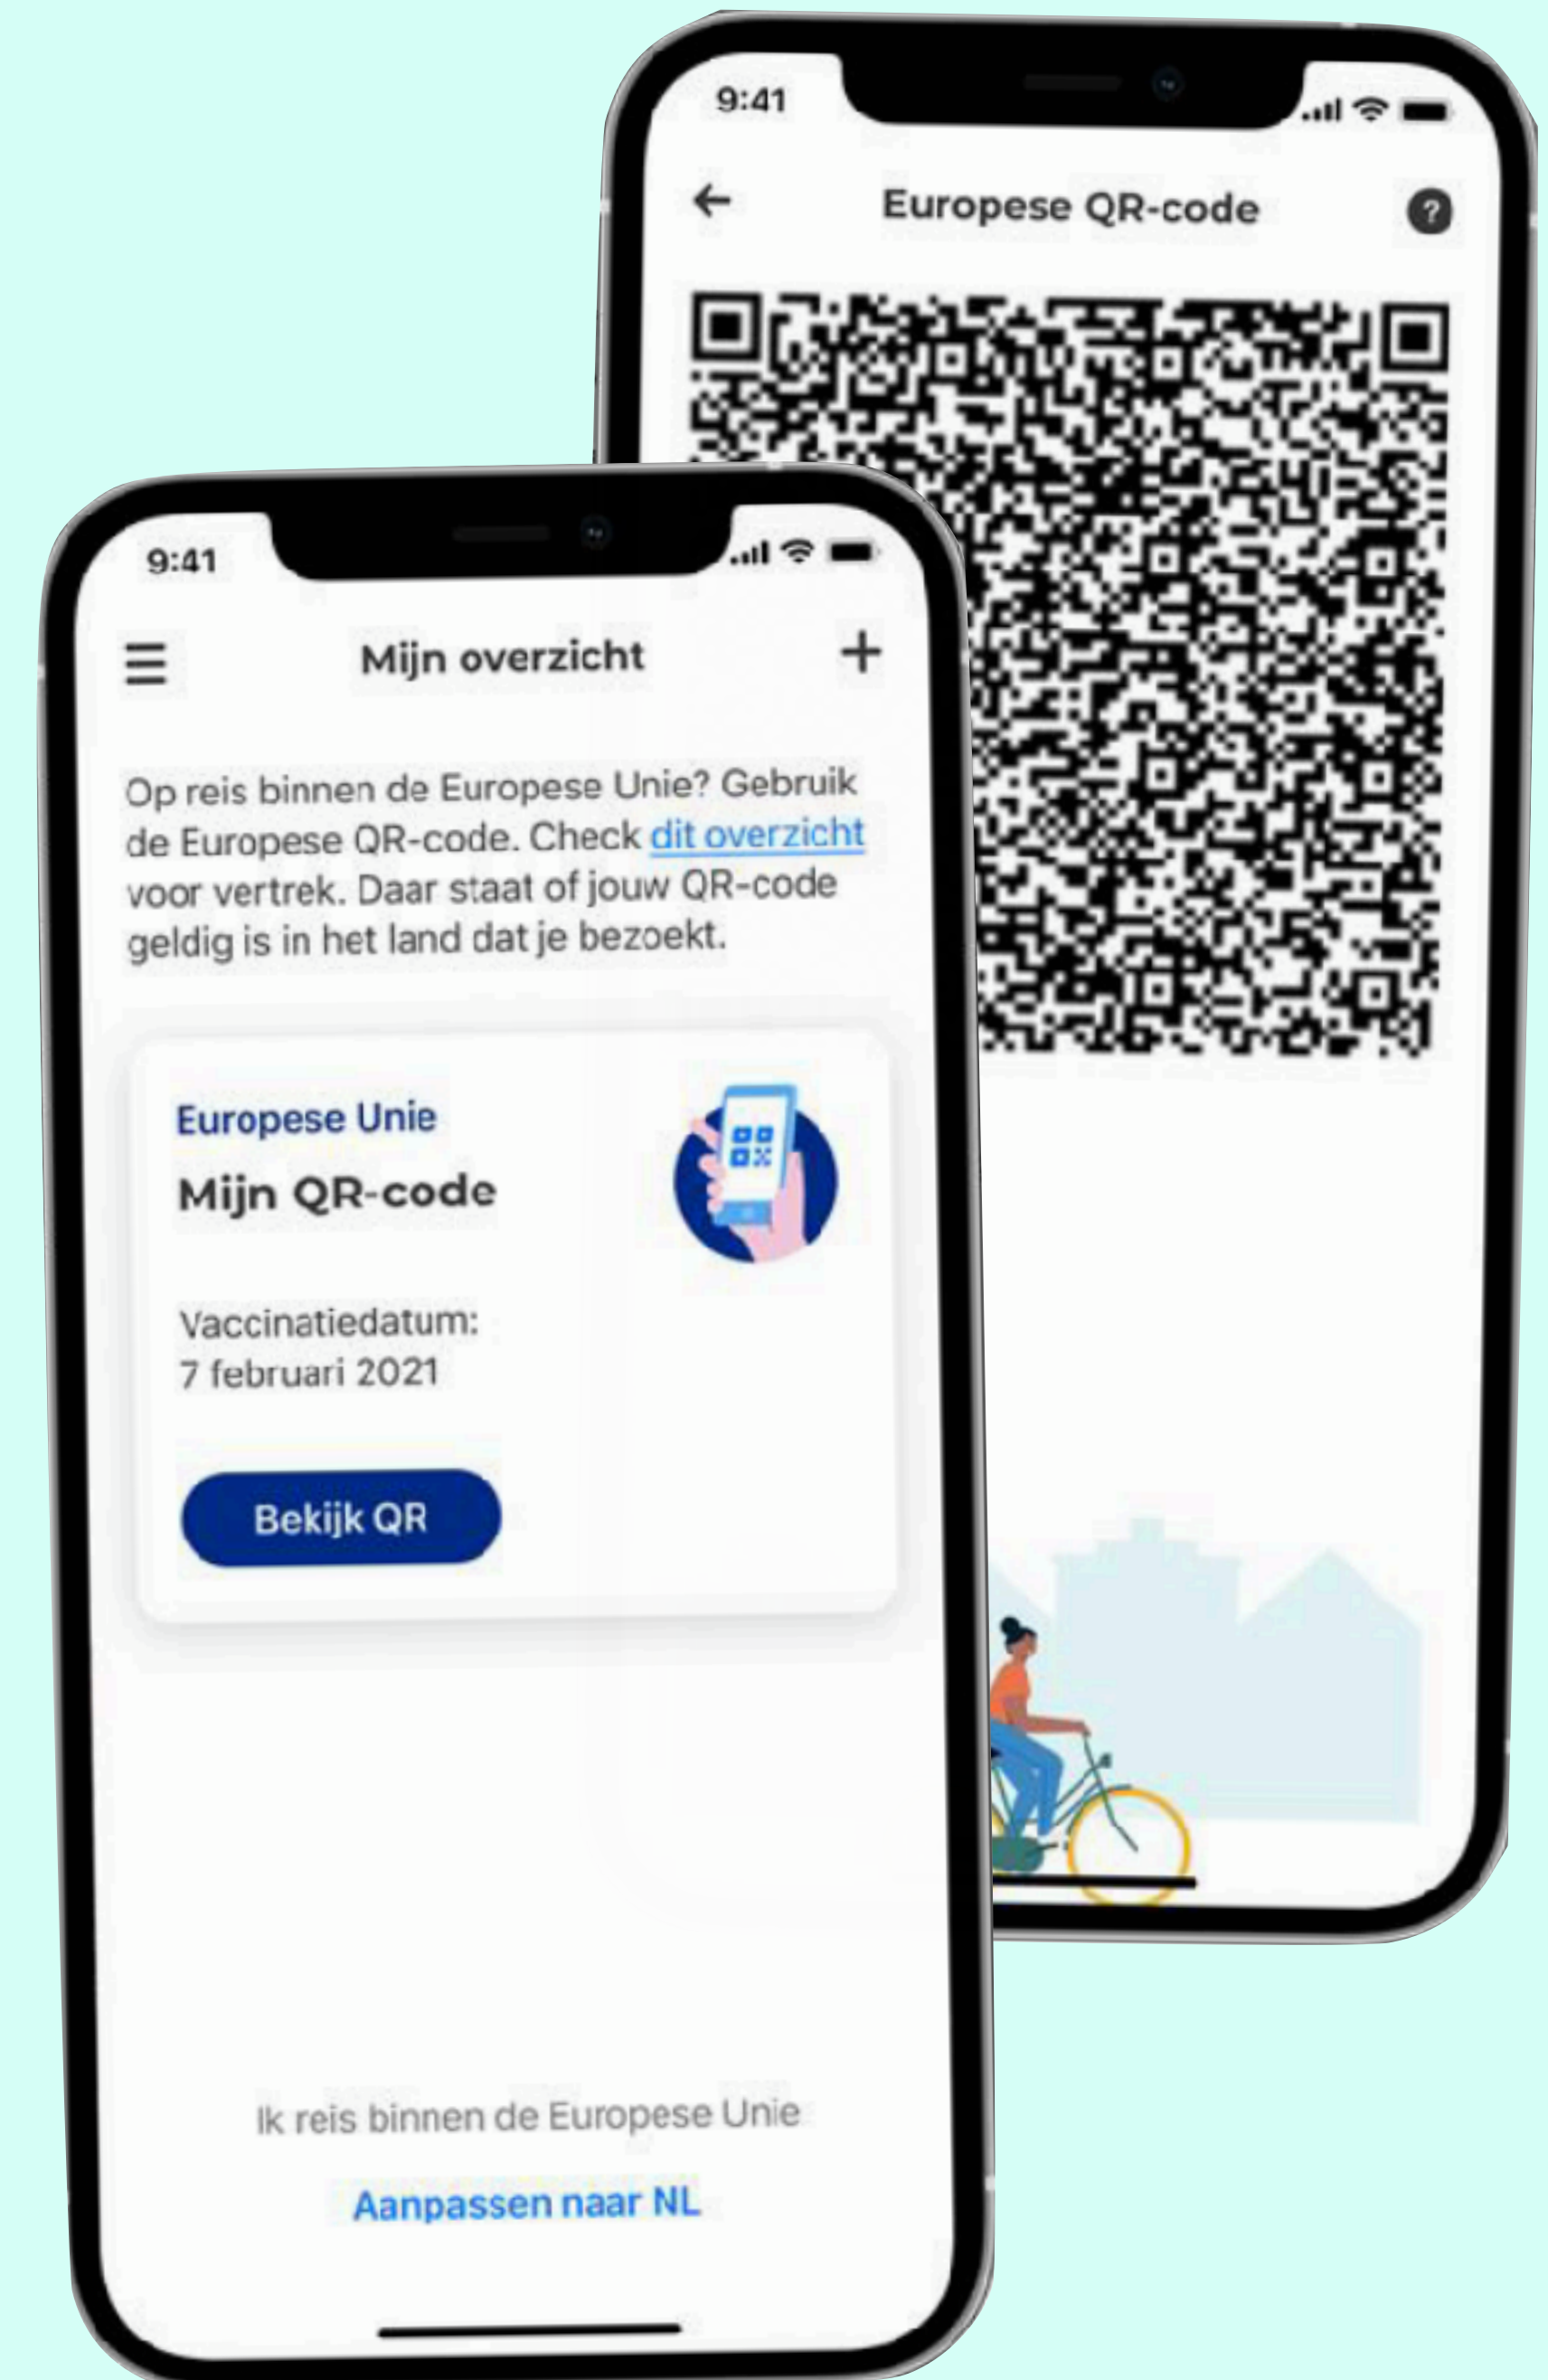 9:41
Europese QR-code
?
9:41
Mijn overzicht
Op reis binnen de Europese Unie? Gebruik
de Europese QR-code. Check dit overzicht
voor vertrek. Daar staat of jouw QR-code
geldig is in het land dat je bezoekt.
Europese Unie
Mijn QR-code
Vaccinatiedatum:
7 februari 2021
Bekijk QR
Ik reis binnen de Europese Unie
Aanpassen naar NL